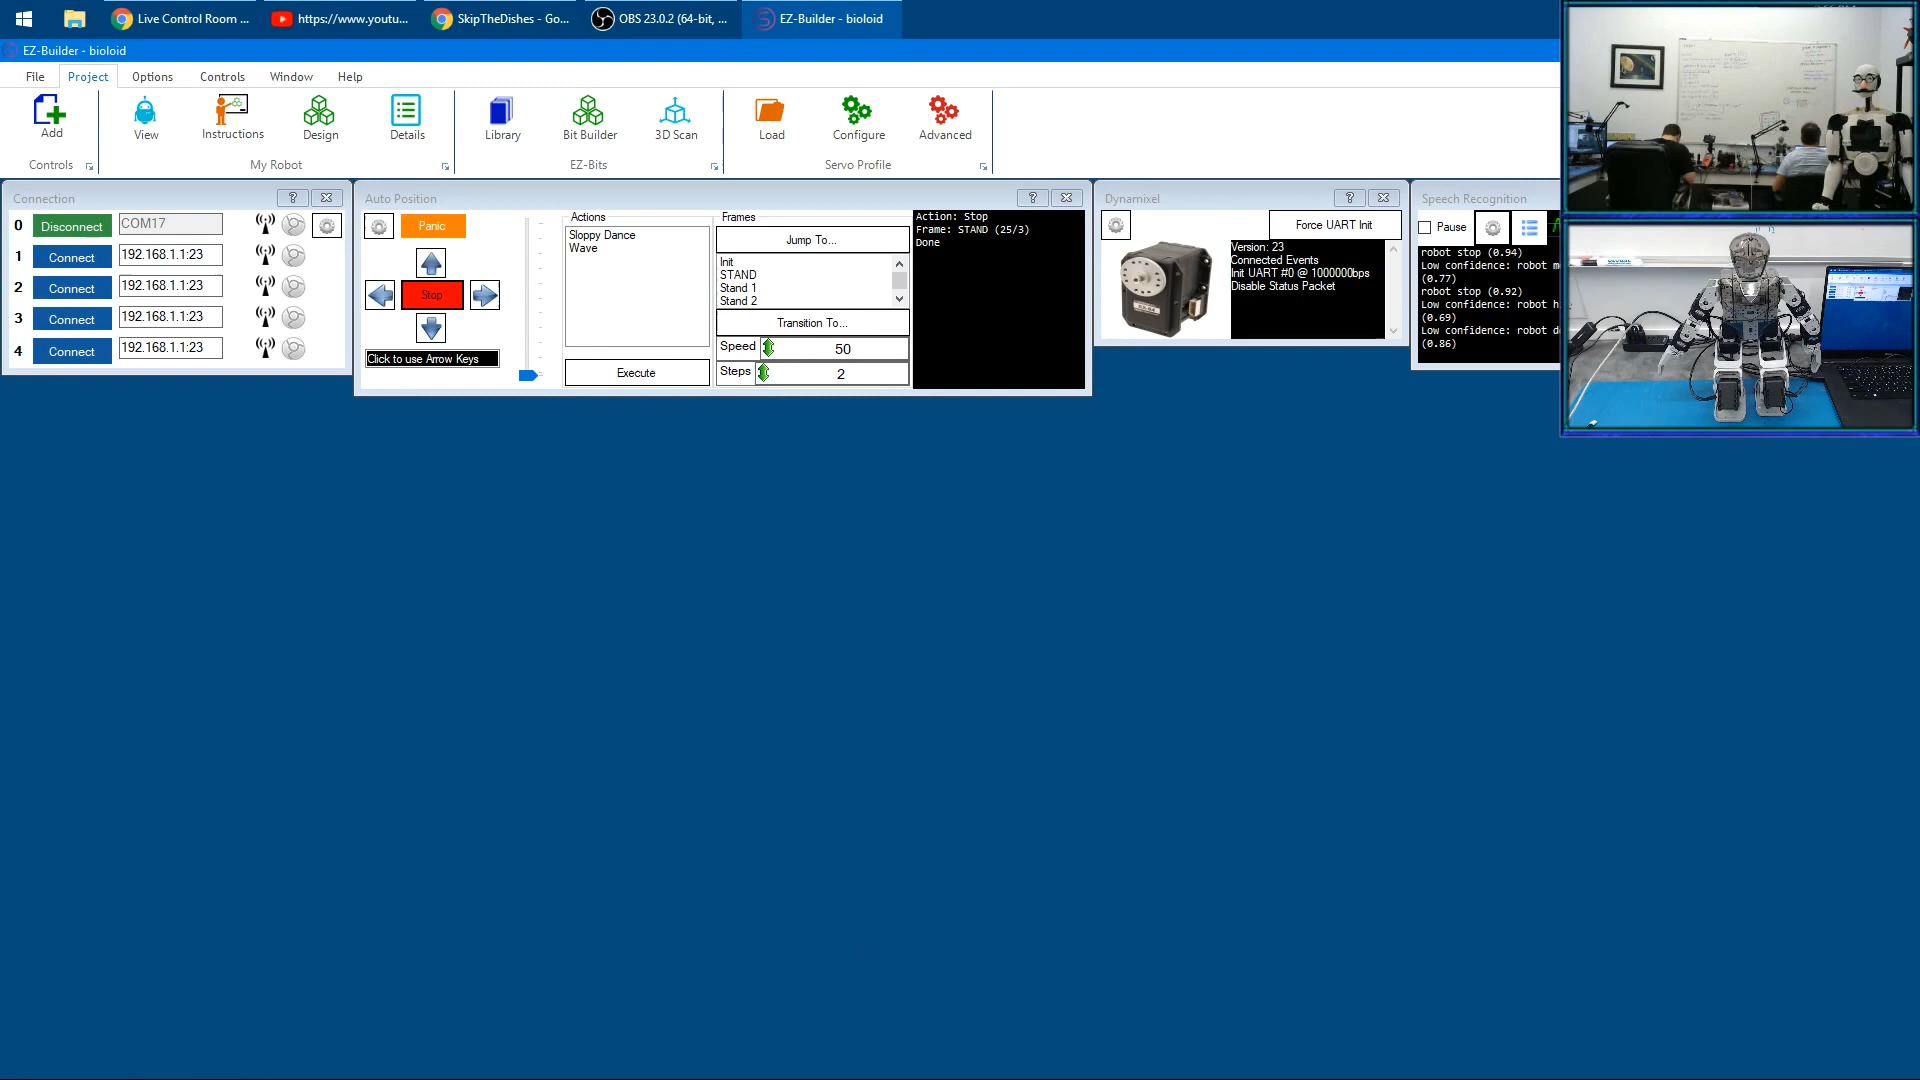 Live Control Room ...
https://www.youtu...
SkipTheDishes - Go...
OBS 23.0.2 (64-bit, ...
EZ-Builder - bioloid
EZ-Builder - bioloid
File Project Options Controls Window Help
Add View Instructions Design Details Library Bit Builder 3D Scan Load Configure Advanced
Controls My Robot EZ-Bits Servo Profile
Connection ?
0 Disconnect COM17
1 Connect 192.168.1.1:23
2 Connect 192.168.1.1:23
3 Connect 192.168.1.1:23
4 Connect 192.168.1.1:23
Auto Position ?
Panic
Stop
Click to use Arrow Keys
Actions
Sloppy Dance
Wave
Execute
Frames
Jump To...
Init
STAND
Stand 1
Stand 2
Transition To...
Speed 50
Steps 2
Action: Stop
Frame: STAND (25/3)
Done
Dynamixel ?
Force UART Init
Version: 23
Connected Events
Init UART #0 @ 1000000bps
Disable Status Packet
Speech Recognition
Pause
robot stop (0.94)
Low confidence: robot
(0.77)
robot stop (0.92)
Low confidence: robot
(0.69)
Low confidence: robot
(0.86)